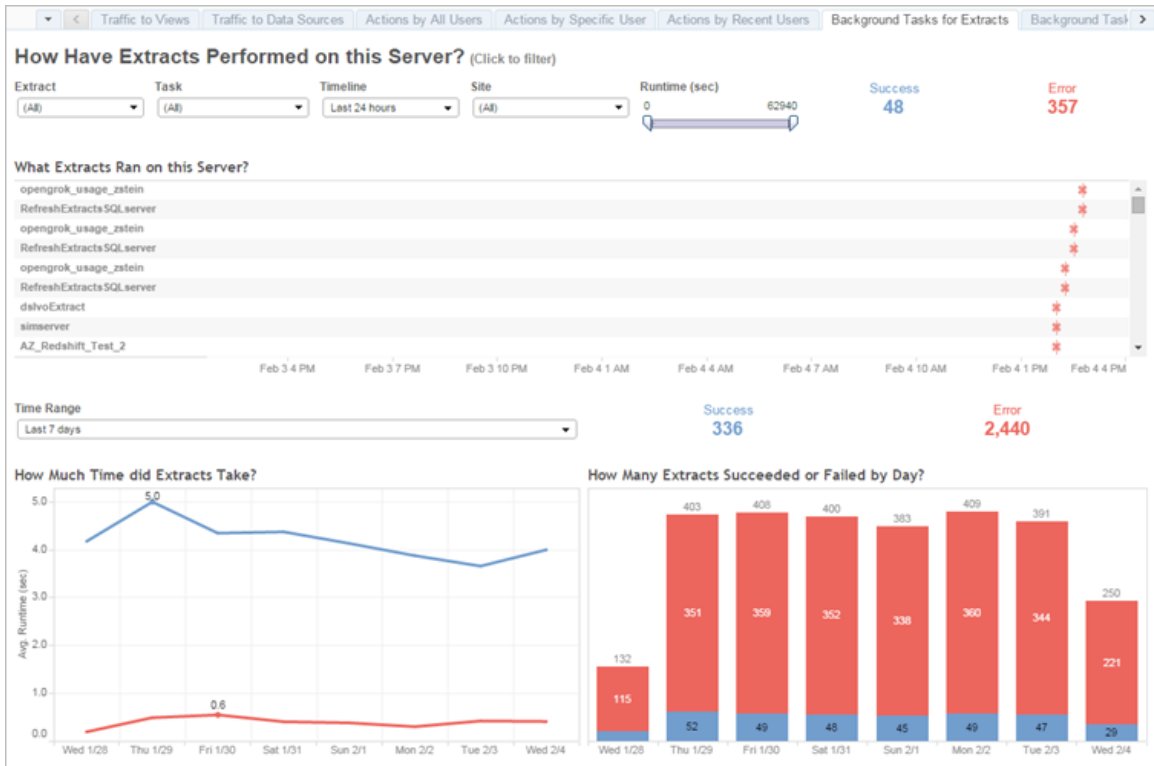 Traffic to Views Traffic to Data Sources Actions by All Users Actions by Specific User Actions by Recent Users Background Tasks for Extracts Background Task
How Have Extracts Performed on this Server? (Click to filter)
Extract Task Timeline Site Runtime (sec) Success Error
(All) (All) Last 24 hours (All) 0 62940 48 357
What Extracts Ran on this Server?
opengrok_usage_zstein
RefreshExtractsSQLserver
opengrok_usage_zstein
RefreshExtractsSQLserver
opengrok_usage_zstein
RefreshExtractsSQLserver
dslvoExtract
simserver
AZ_Redshift_Test_2
Feb 3 4 PM Feb 3 7 PM Feb 3 10 PM Feb 4 1 AM Feb 4 4 AM Feb 4 7 AM Feb 4 10 AM Feb 4 1 PM Feb 4 4 PM
Time Range Success Error
Last 7 days 336 2,440
How Much Time did Extracts Take?
5.0
5.0
4.0
3.0
2.0
1.0
0.6
0.0
Avg. Runtime (sec)
Wed 1/28 Thu 1/29 Fri 1/30 Sat 1/31 Sun 2/1 Mon 2/2 Tue 2/3 Wed 2/4
How Many Extracts Succeeded or Failed by Day?
132 403 408 400 383 409 391 250
115 351 359 352 338 360 344 221
52 49 48 45 49 47 29
Wed 1/28 Thu 1/29 Fri 1/30 Sat 1/31 Sun 2/1 Mon 2/2 Tue 2/3 Wed 2/4